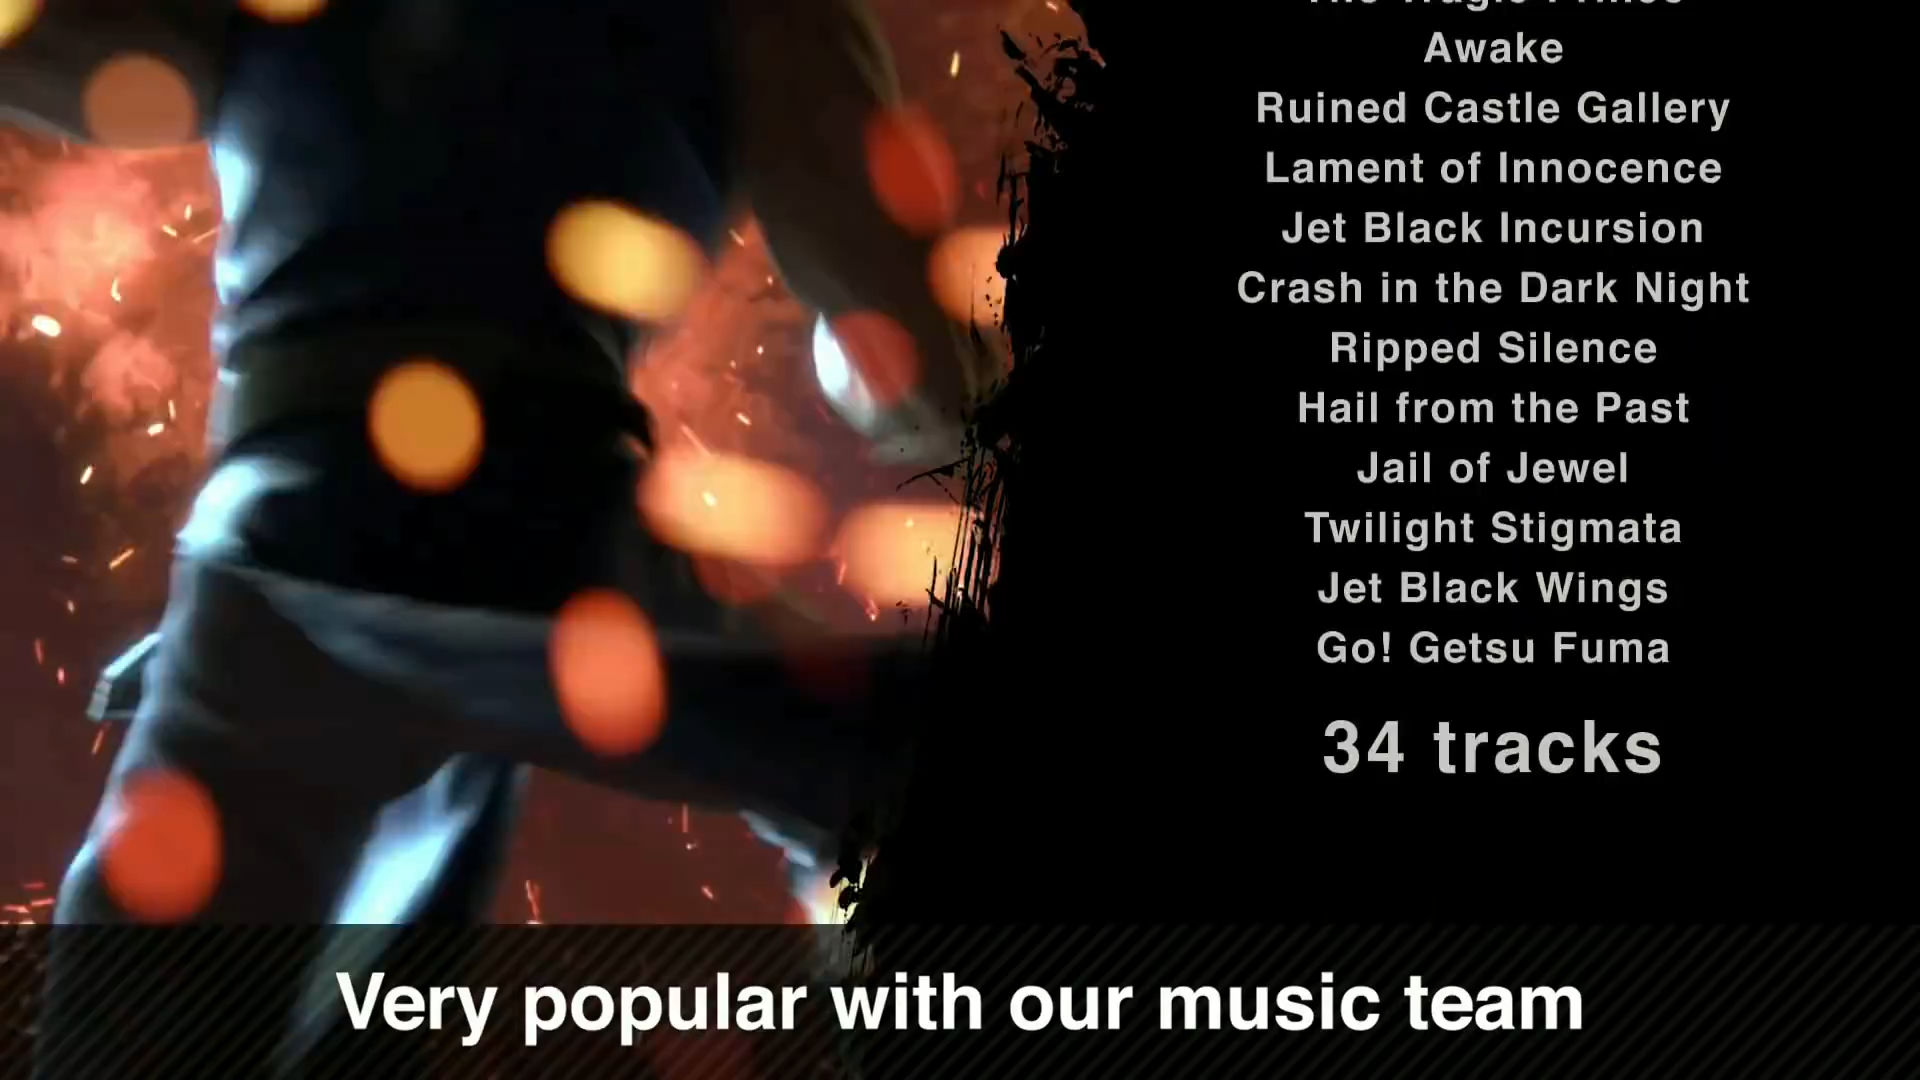 Awake
Ruined Castle Gallery
Lament of Innocence
Jet Black Incursion
Crash in the Dark Night
Ripped Silence
Hail from the Past
Jail of Jewel
Twilight Stigmata
Jet Black Wings
Go! Getsu Fuma
34 tracks
Very popular with our music team